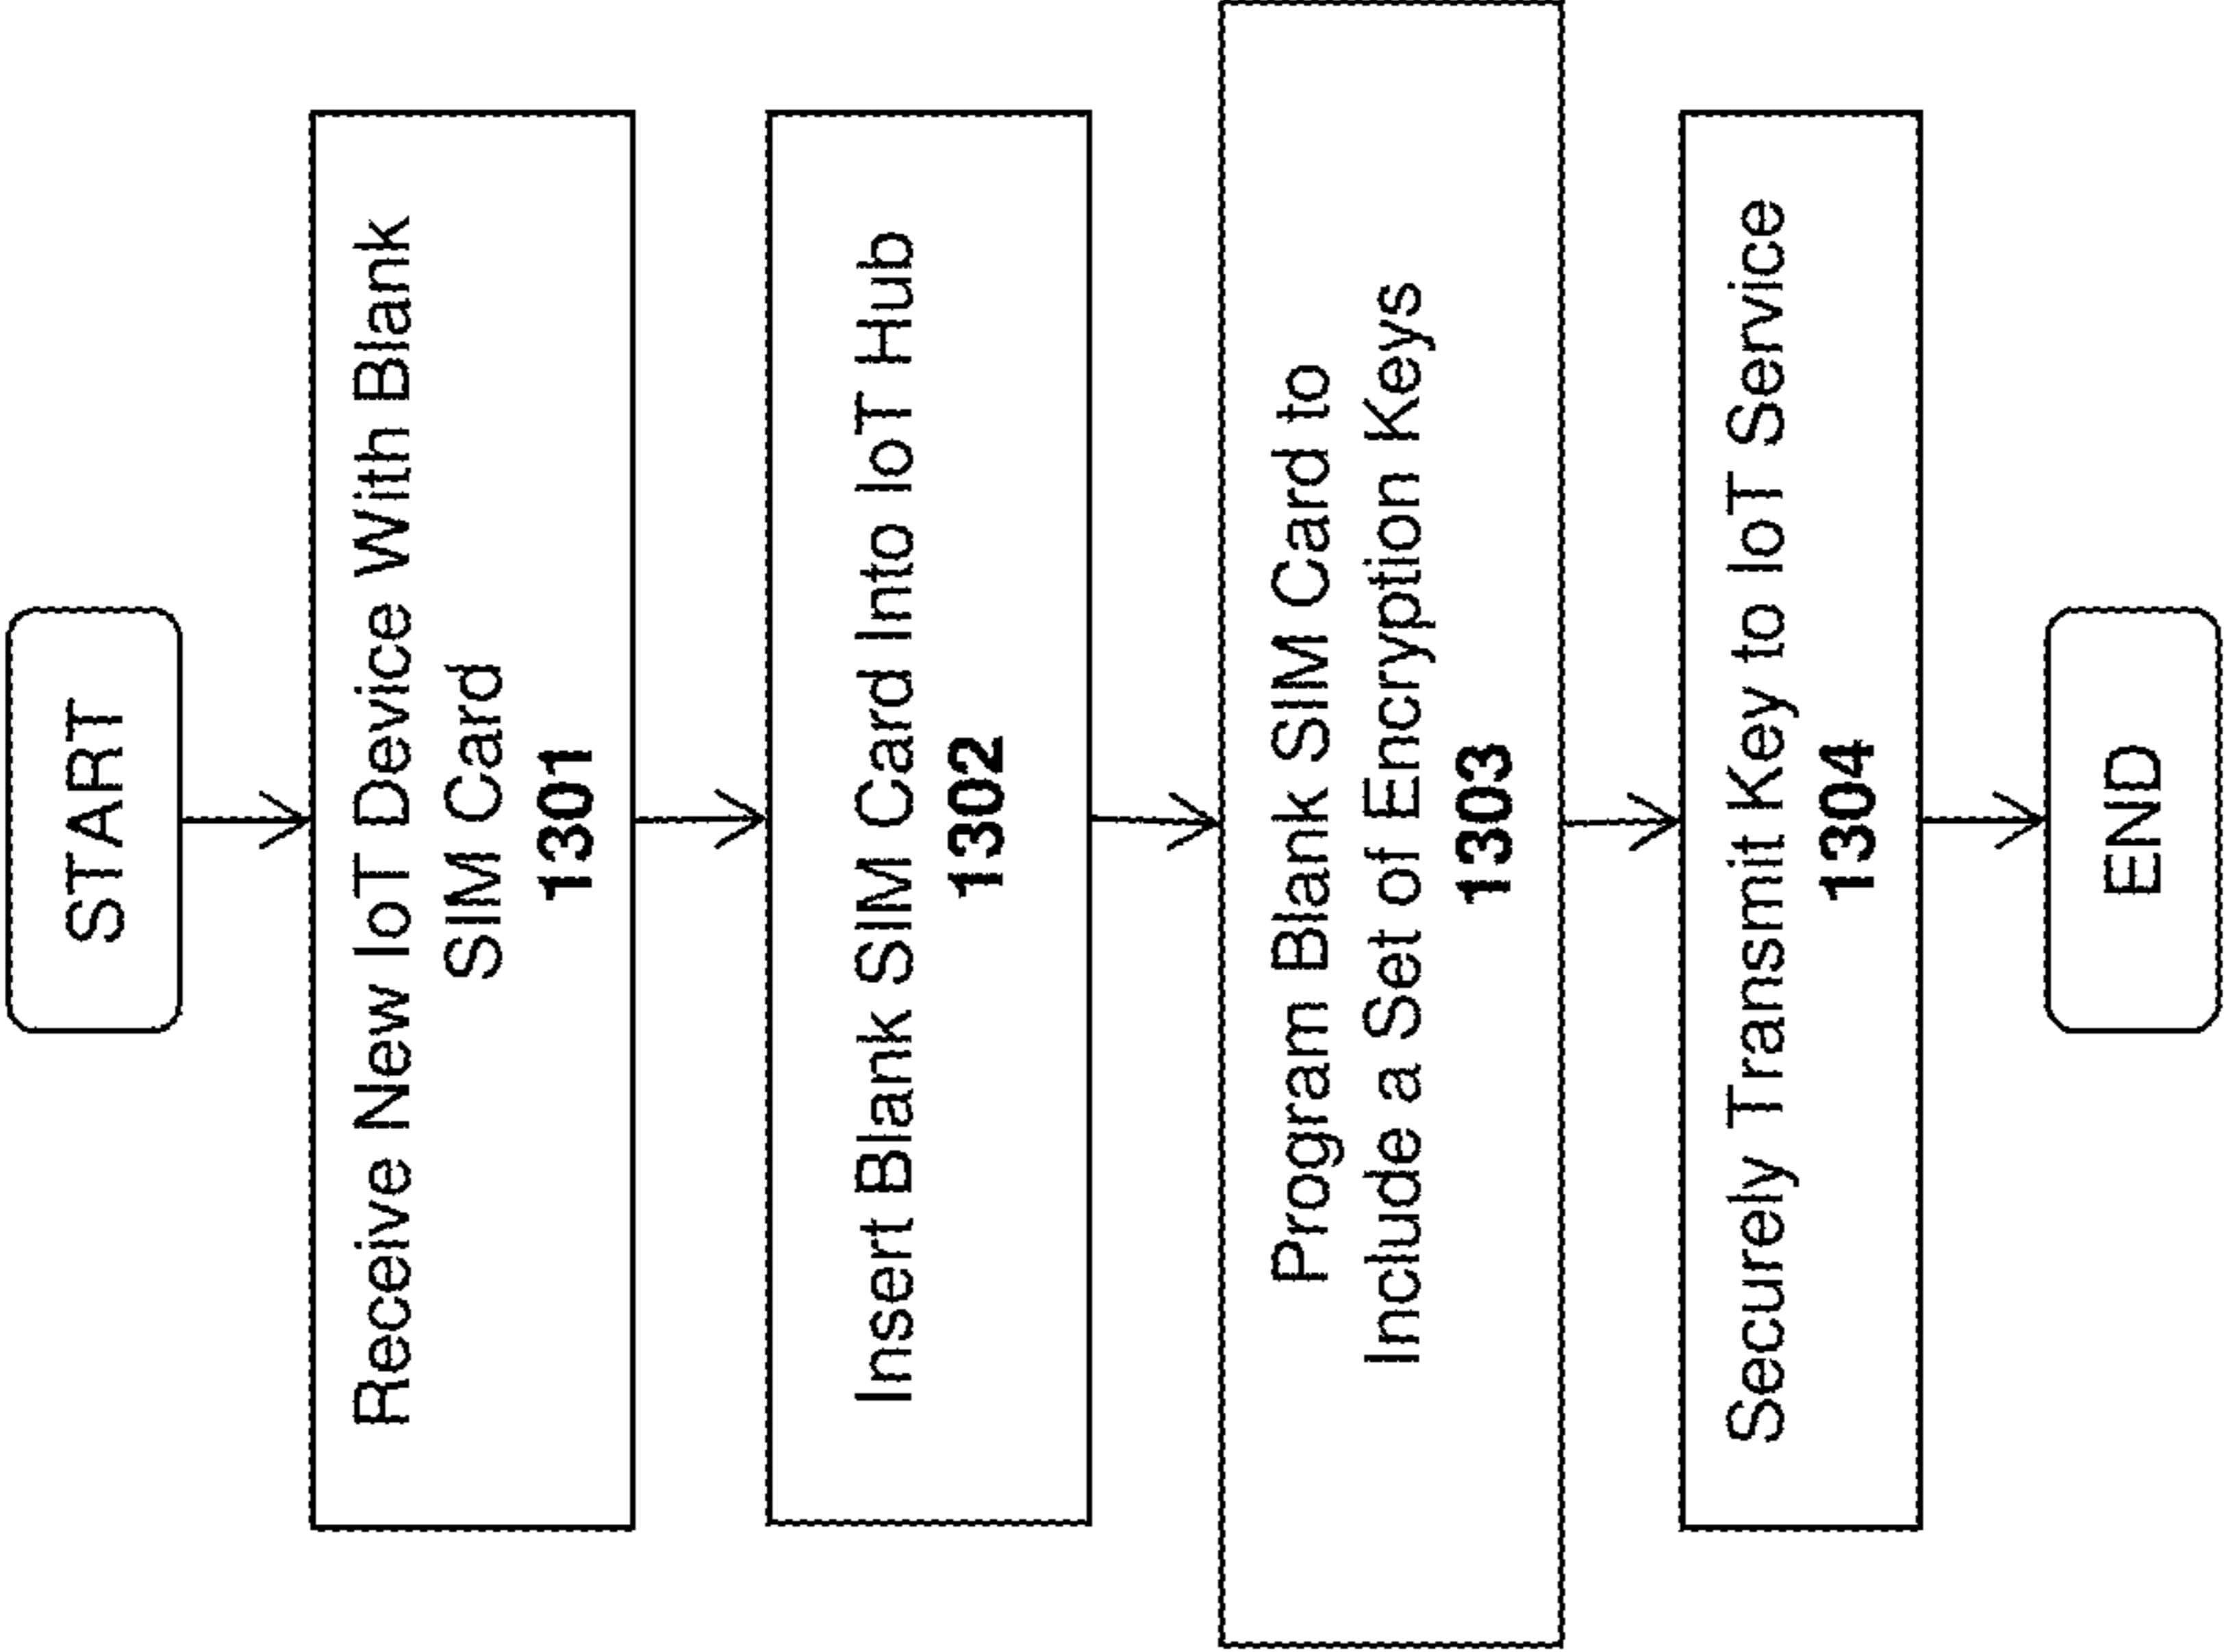 START
Receive New IoT Device With Blank
SIM Card
1301
Insert Blank SIM Card Into IoT Hub
1302
Program Blank SIM Card to
Include a Set of Encryption Keys
1303
Securely Transmit Key to IoT Service
1304
END